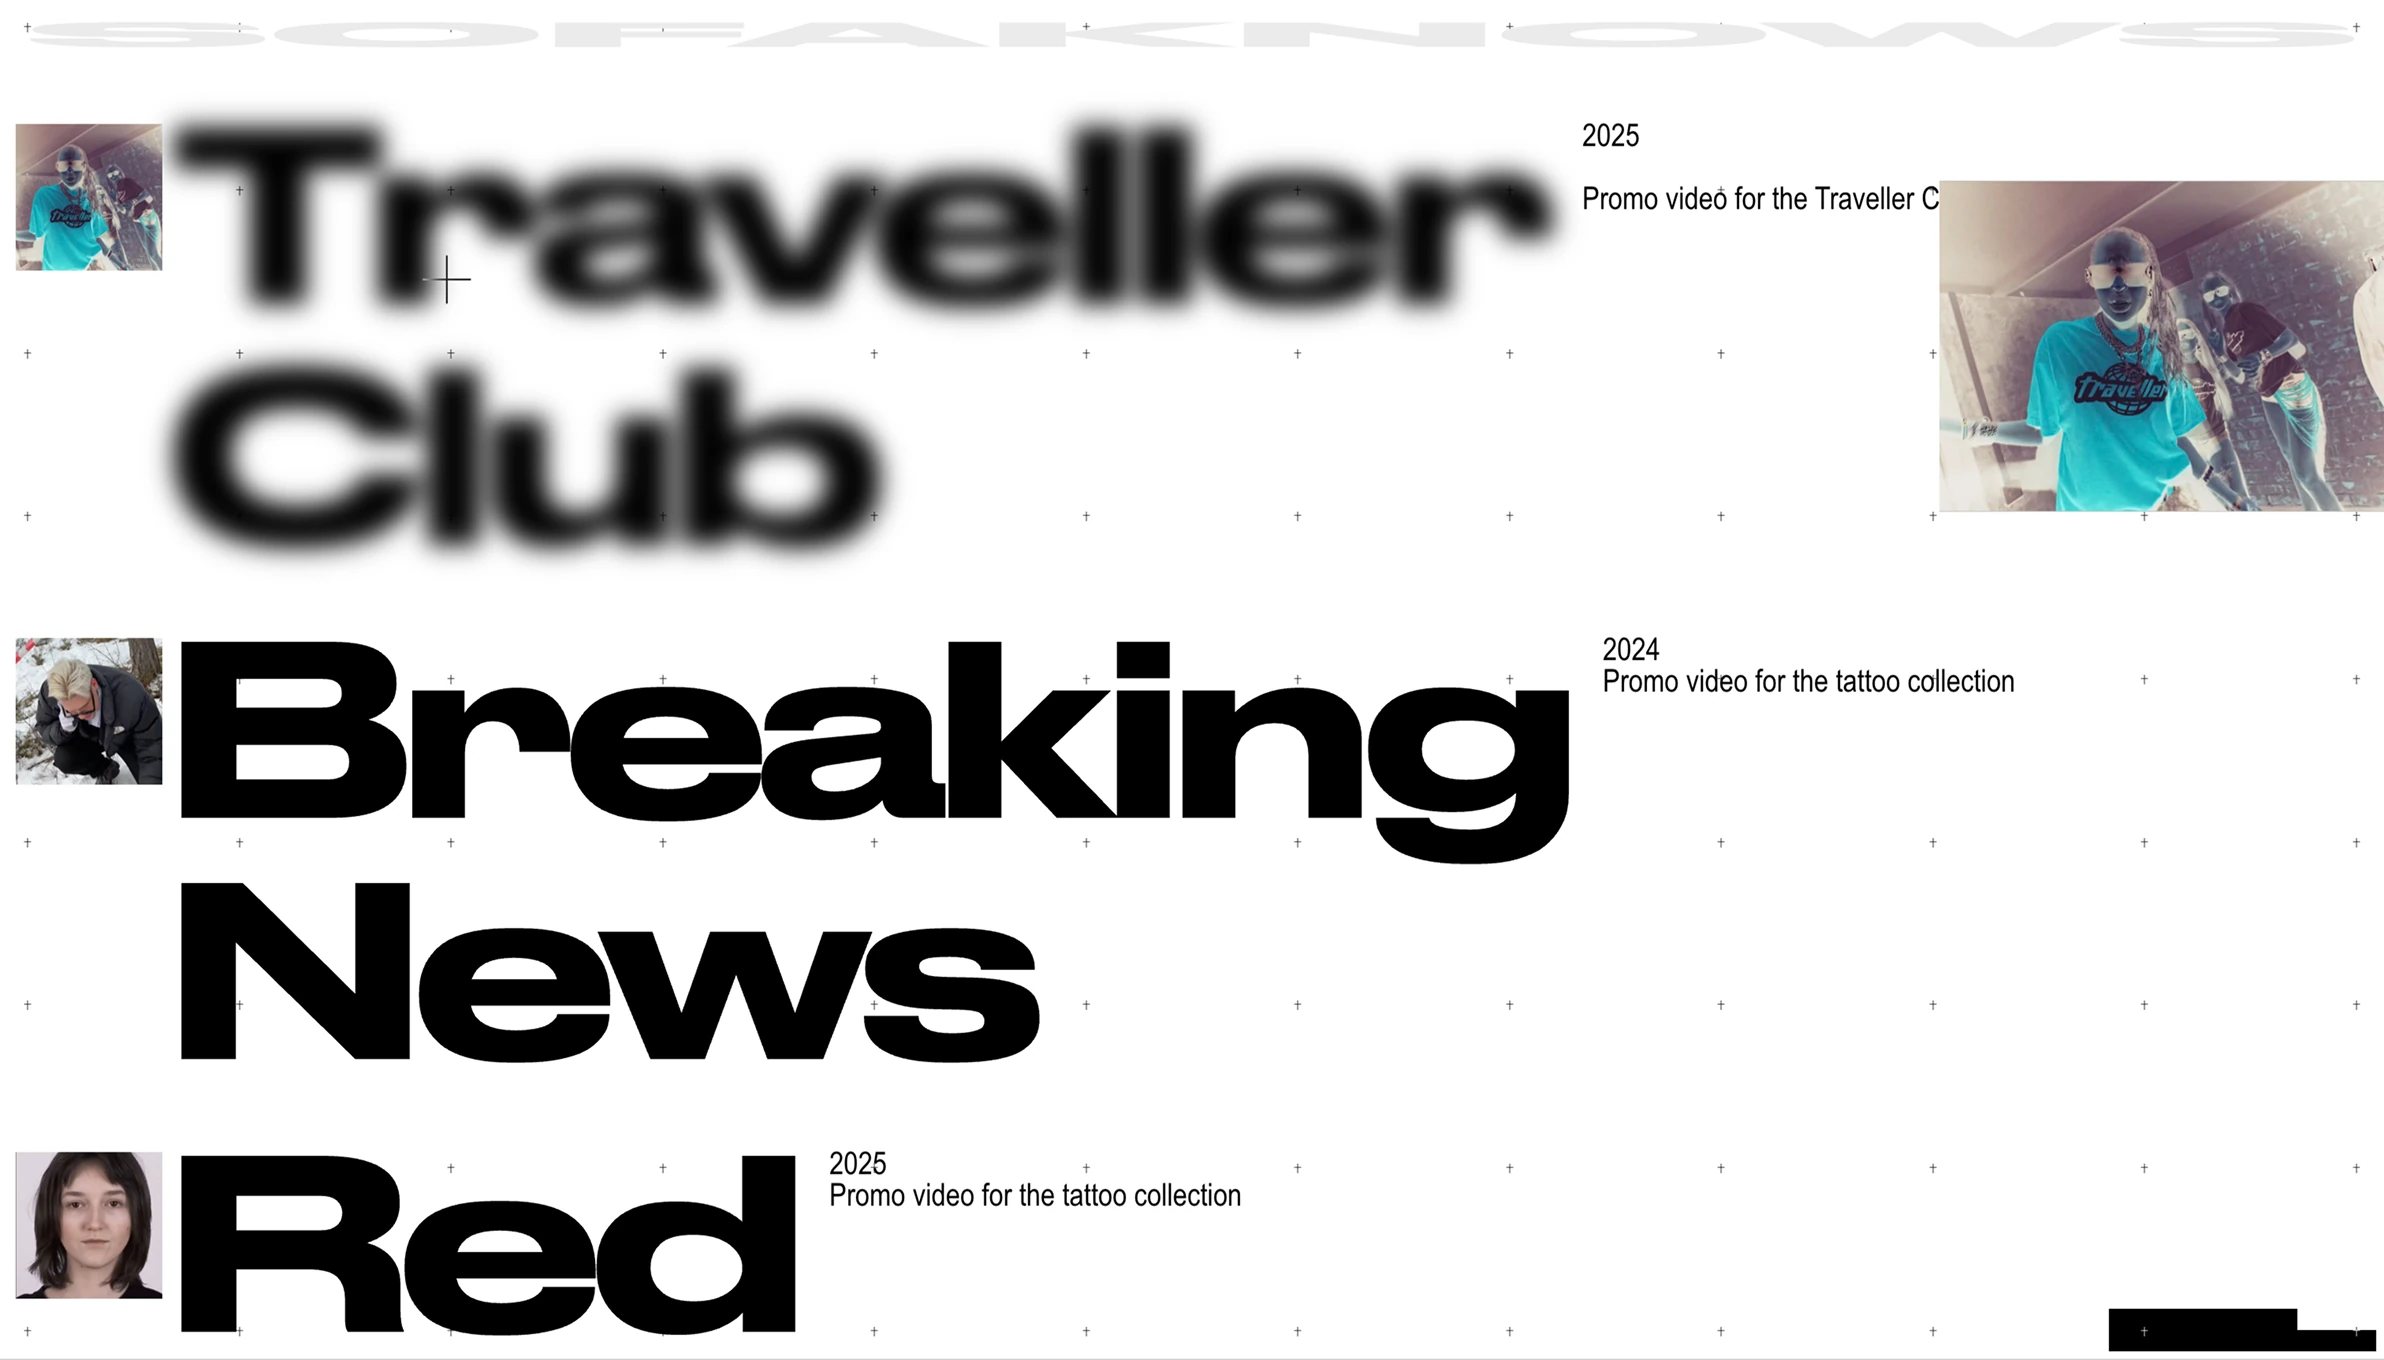 SOFAKNOWS
Traveller
Club
2025
Promo video for the Traveller C
traveller
Breaking
News
2024
Promo video for the tattoo collection
Red
2025
Promo video for the tattoo collection